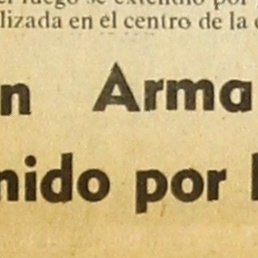 el fuego se extendió por
lizada en el centro de la c
n Arma
nido por